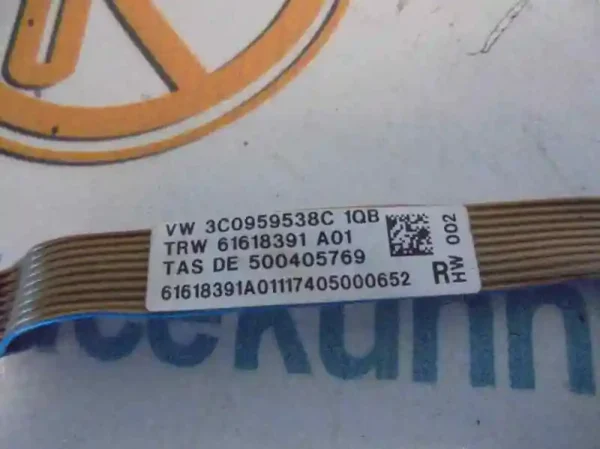 VW 3C0959538C 1QB
TRW 61618391 A01
TAS DE 500405769
61618391A01117405000652
R
HW 002